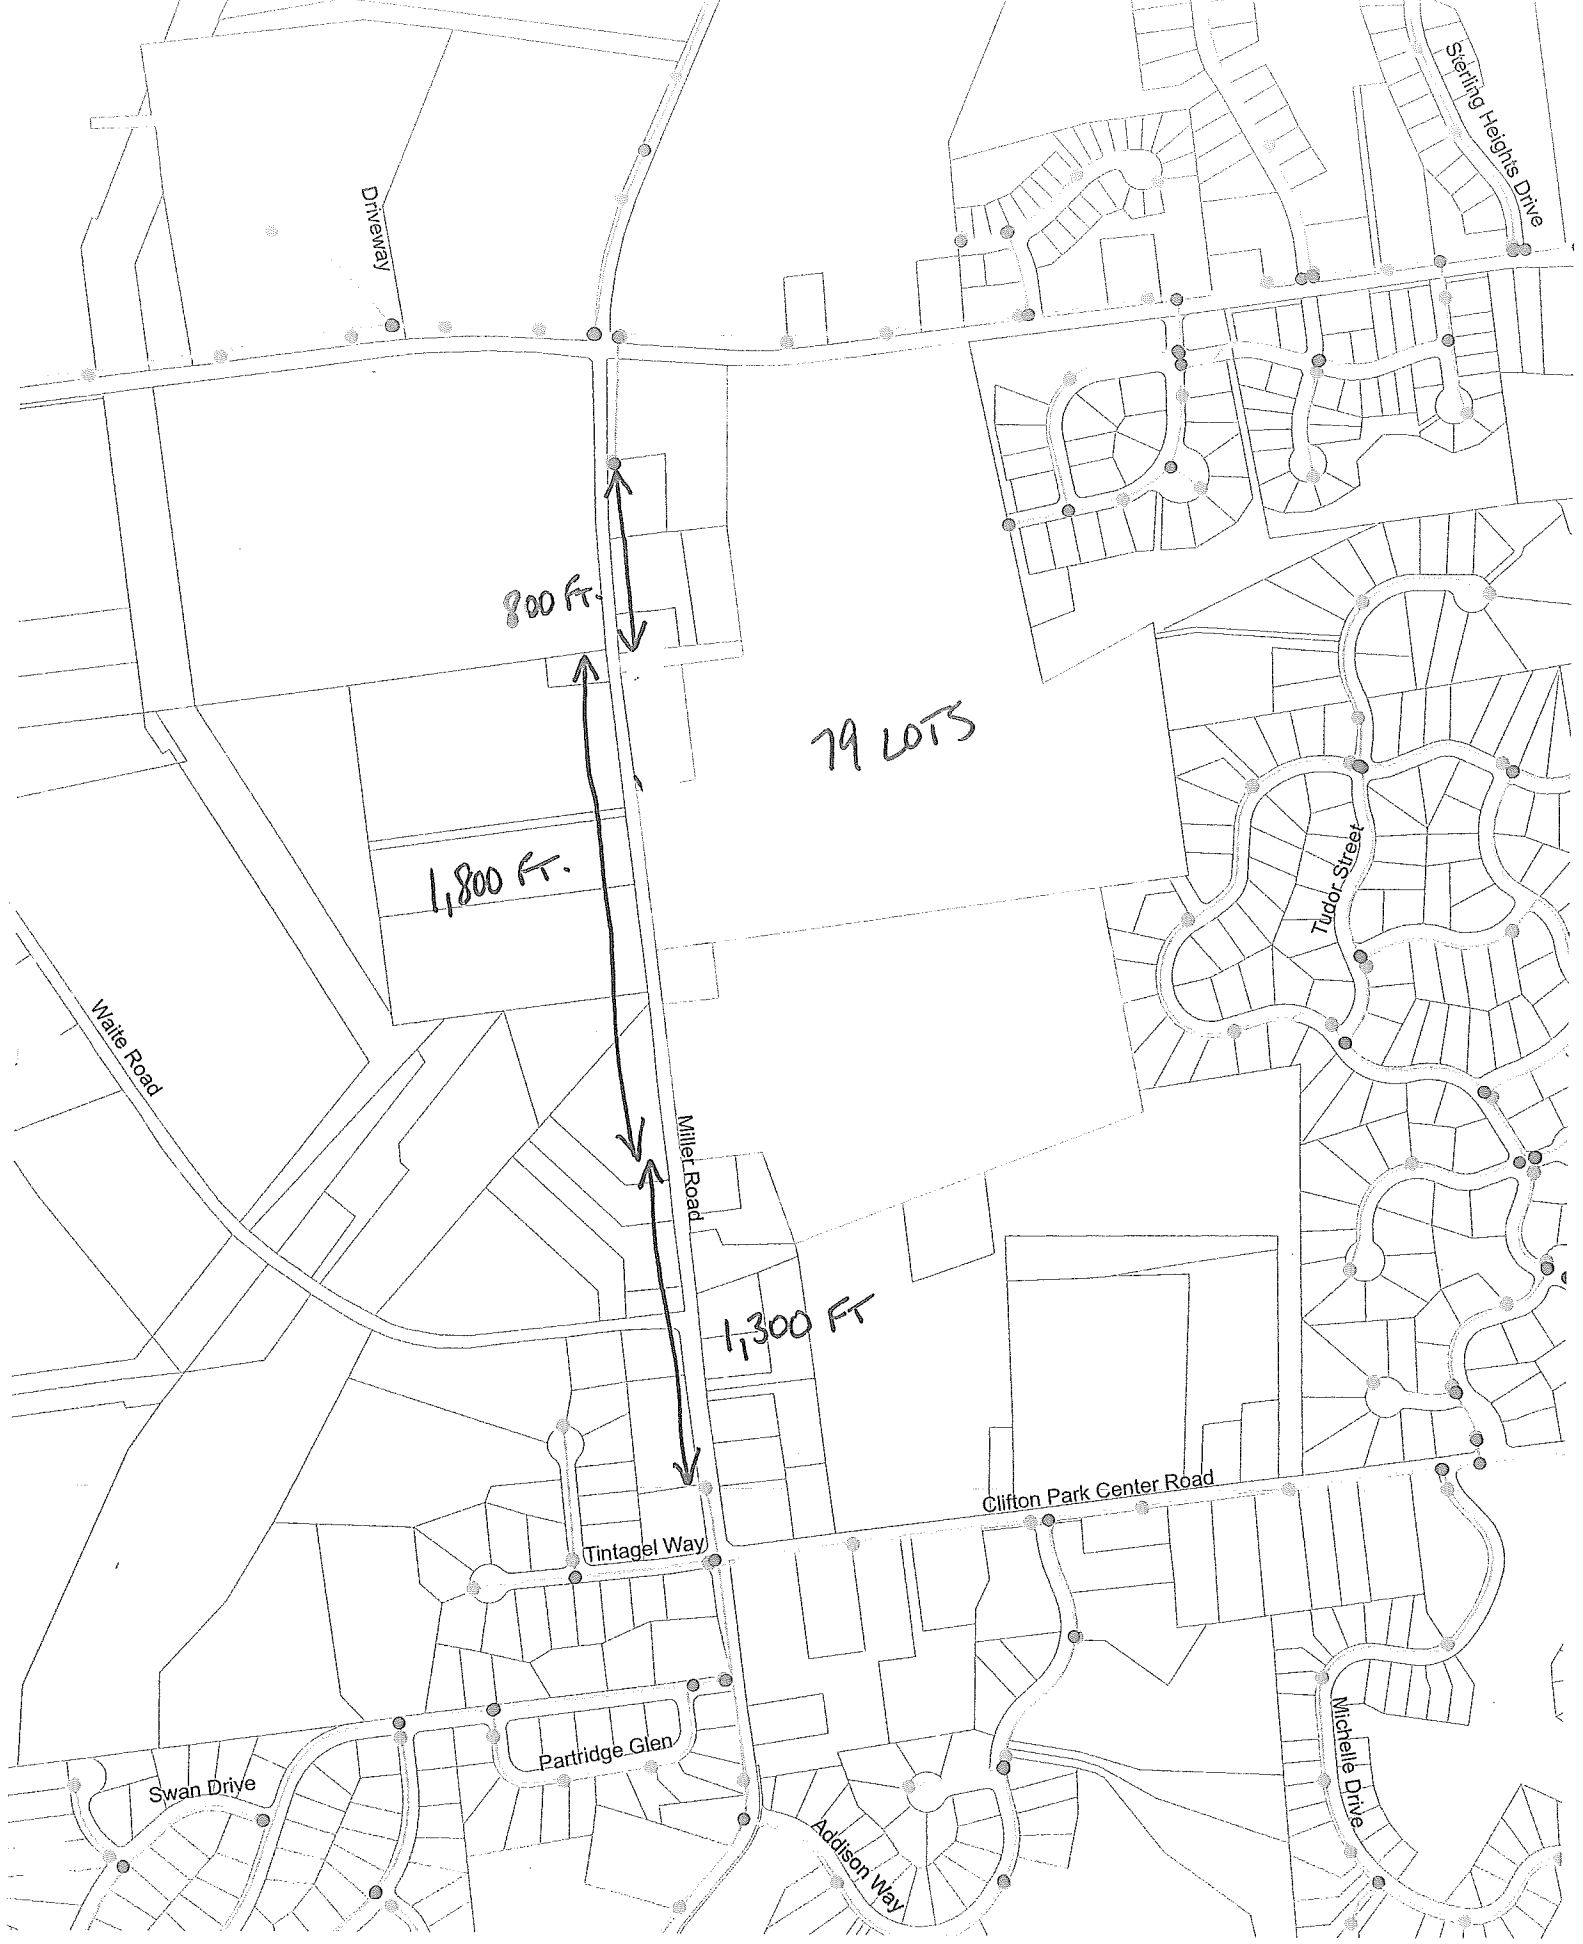 Sterling Heights Drive
Driveway
800 FT.
79 LOTS
1,800 FT.
Tudor Street
Waite Road
Miller Road
1,300 FT
Clifton Park Center Road
Tintagel Way
Partridge Glen
Swan Drive
Michelle Drive
Addison Way